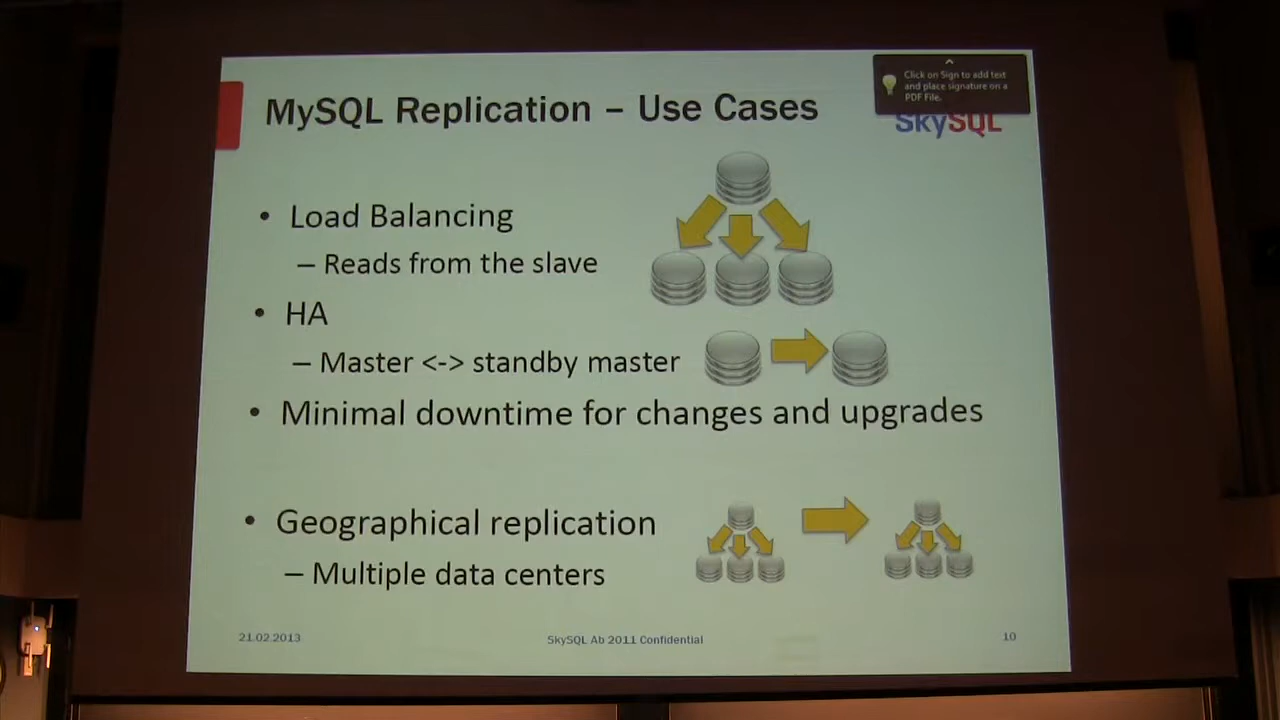 MySQL Replication – Use Cases
Click on Sign to add text
and place signature on a
PDF File.
SkySQL
• Load Balancing
– Reads from the slave
• HA
– Master <-> standby master
• Minimal downtime for changes and upgrades
• Geographical replication
– Multiple data centers
21.02.2013
SkySQL Ab 2011 Confidential
10